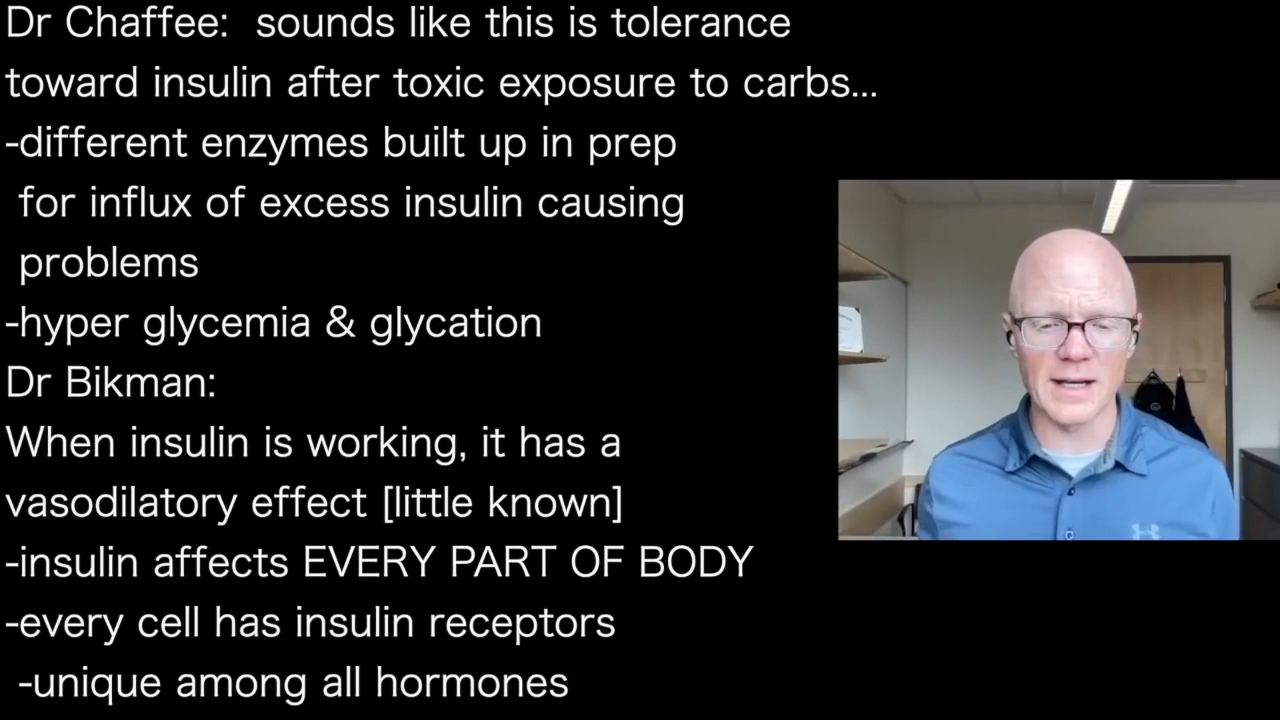 Dr Chaffee:  sounds like this is tolerance
toward insulin after toxic exposure to carbs...
-different enzymes built up in prep
for influx of excess insulin causing
problems
-hyper glycemia & glycation
Dr Bikman:
When insulin is working, it has a
vasodilatory effect [little known]
-insulin affects EVERY PART OF BODY
-every cell has insulin receptors
-unique among all hormones